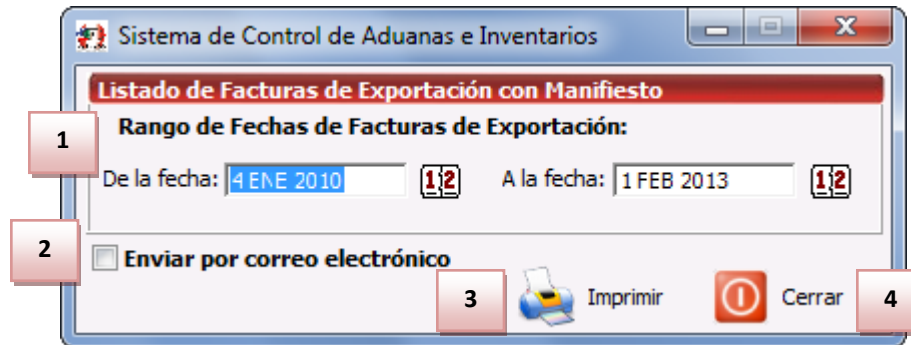 Sistema de Control de Aduanas e Inventarios
Listado de Facturas de Exportación con Manifiesto
1
Rango de Fechas de Facturas de Exportación:
De la fecha: 4 ENE 2010 12 A la fecha: 1 FEB 2013 12
2
Enviar por correo electrónico
3 Imprimir Cerrar 4